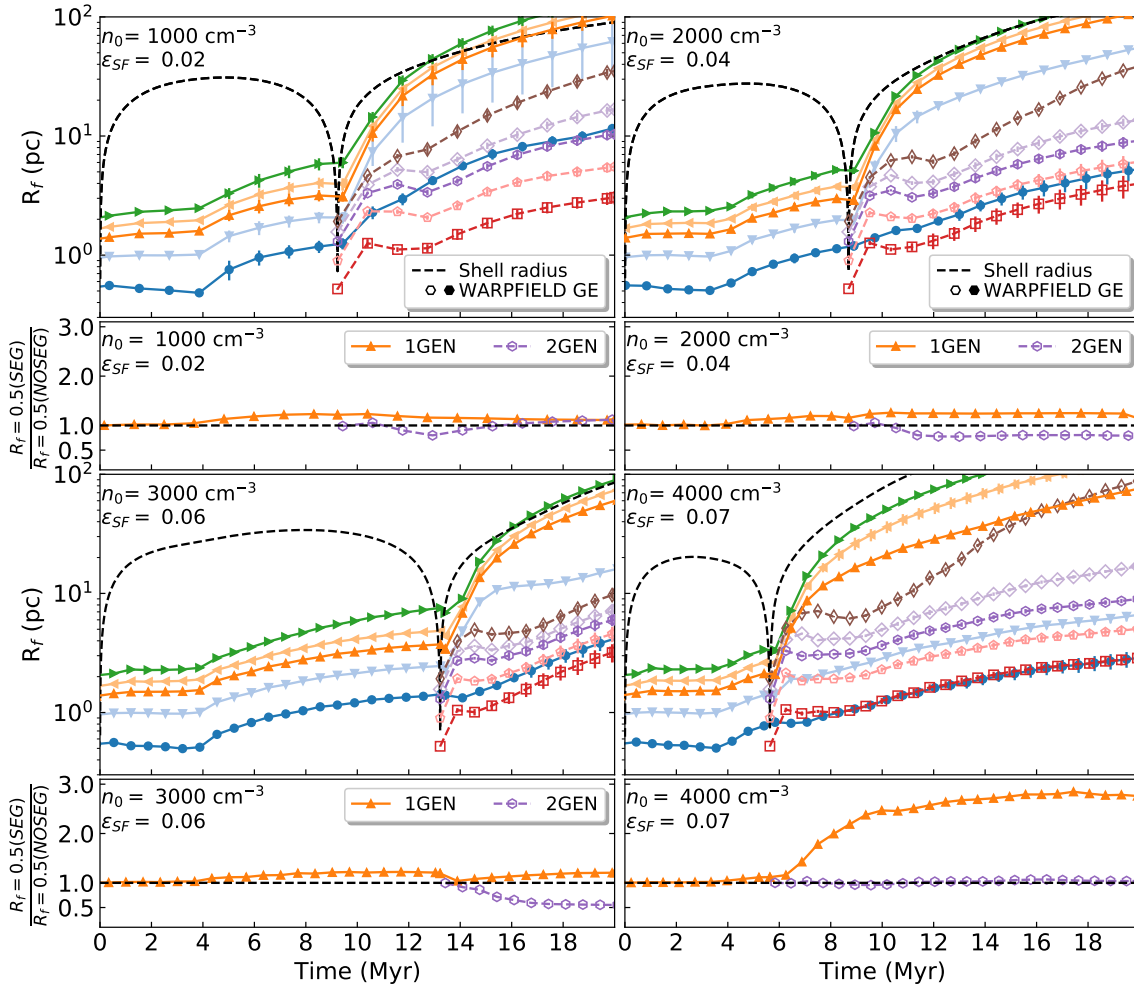 n₀ = 1000 cm⁻³
ε_SF = 0.02
10²
10¹
10⁰
R_f (pc)
Shell radius
WARPFIELD GE
n₀ = 2000 cm⁻³
ε_SF = 0.04
Shell radius
WARPFIELD GE
n₀ = 1000 cm⁻³
ε_SF = 0.02
1GEN
2GEN
3.0
2.0
1.0
0.5
R_f = 0.5(SEG)
R_f = 0.5(NOSEG)
n₀ = 2000 cm⁻³
ε_SF = 0.04
1GEN
2GEN
n₀ = 3000 cm⁻³
ε_SF = 0.06
10²
10¹
10⁰
R_f (pc)
n₀ = 4000 cm⁻³
ε_SF = 0.07
n₀ = 3000 cm⁻³
ε_SF = 0.06
1GEN
2GEN
3.0
2.0
1.0
0.5
R_f = 0.5(SEG)
R_f = 0.5(NOSEG)
n₀ = 4000 cm⁻³
ε_SF = 0.07
0 2 4 6 8 10 12 14 16 18
Time (Myr)
0 2 4 6 8 10 12 14 16 18
Time (Myr)